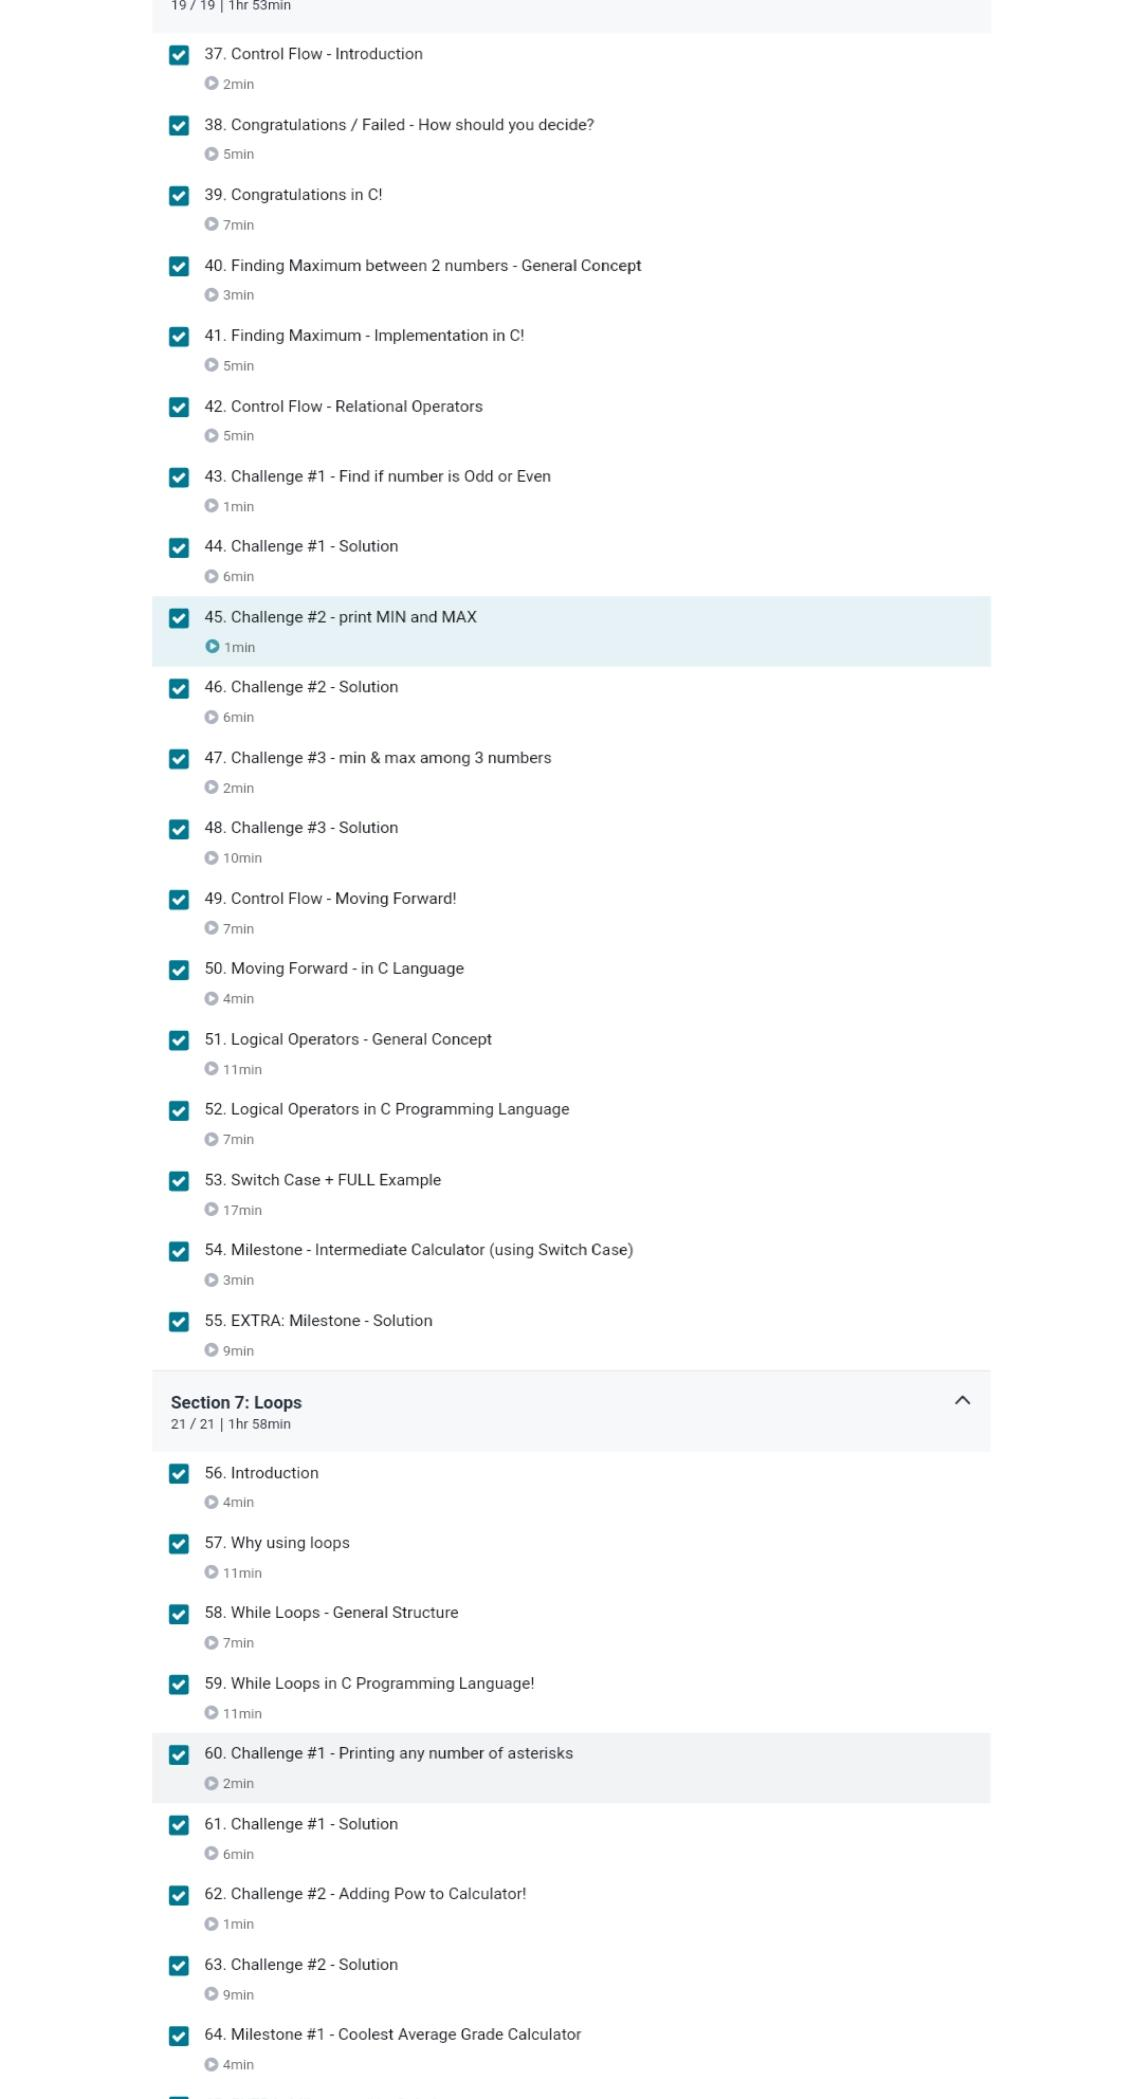 19 / 19 | 1hr 53min
37. Control Flow - Introduction
2min
38. Congratulations / Failed - How should you decide?
5min
39. Congratulations in C!
7min
40. Finding Maximum between 2 numbers - General Concept
3min
41. Finding Maximum - Implementation in C!
5min
42. Control Flow - Relational Operators
5min
43. Challenge #1 - Find if number is Odd or Even
1min
44. Challenge #1 - Solution
6min
45. Challenge #2 - print MIN and MAX
1min
46. Challenge #2 - Solution
6min
47. Challenge #3 - min & max among 3 numbers
2min
48. Challenge #3 - Solution
10min
49. Control Flow - Moving Forward!
7min
50. Moving Forward - in C Language
4min
51. Logical Operators - General Concept
11min
52. Logical Operators in C Programming Language
7min
53. Switch Case + FULL Example
17min
54. Milestone - Intermediate Calculator (using Switch Case)
3min
55. EXTRA: Milestone - Solution
9min
Section 7: Loops
21 / 21 | 1hr 58min
56. Introduction
4min
57. Why using loops
11min
58. While Loops - General Structure
7min
59. While Loops in C Programming Language!
11min
60. Challenge #1 - Printing any number of asterisks
2min
61. Challenge #1 - Solution
6min
62. Challenge #2 - Adding Pow to Calculator!
1min
63. Challenge #2 - Solution
9min
64. Milestone #1 - Coolest Average Grade Calculator
4min